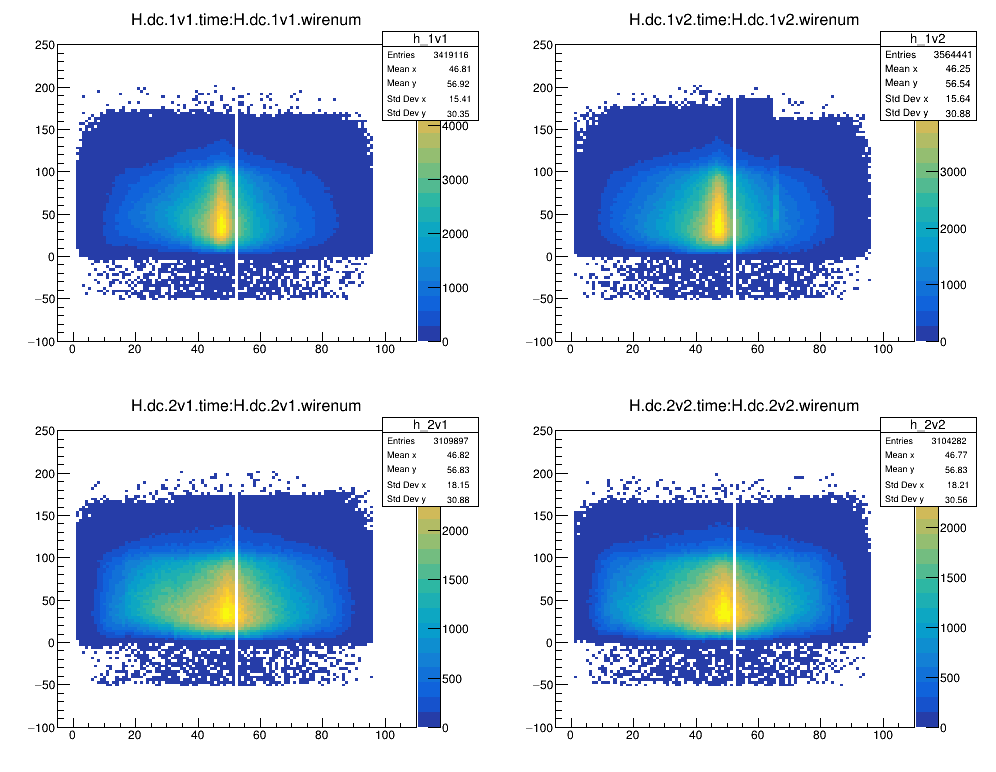 H.dc.1v1.time:H.dc.1v1.wirenum
h_1v1
Entries 3419116
Mean x 46.81
Mean y 56.92
Std Dev x 15.41
Std Dev y 30.35
250
200
150
100
50
0
−50
−100
0 20 40 60 80 100
4000
3000
2000
1000
0
H.dc.1v2.time:H.dc.1v2.wirenum
h_1v2
Entries 3564441
Mean x 46.25
Mean y 56.54
Std Dev x 15.64
Std Dev y 30.88
250
200
150
100
50
0
−50
−100
0 20 40 60 80 100
3000
2000
1000
0
H.dc.2v1.time:H.dc.2v1.wirenum
h_2v1
Entries 3109897
Mean x 46.82
Mean y 56.83
Std Dev x 18.15
Std Dev y 30.88
250
200
150
100
50
0
−50
−100
0 20 40 60 80 100
2000
1500
1000
500
0
H.dc.2v2.time:H.dc.2v2.wirenum
h_2v2
Entries 3104282
Mean x 46.77
Mean y 56.83
Std Dev x 18.21
Std Dev y 30.56
250
200
150
100
50
0
−50
−100
0 20 40 60 80 100
2000
1500
1000
500
0